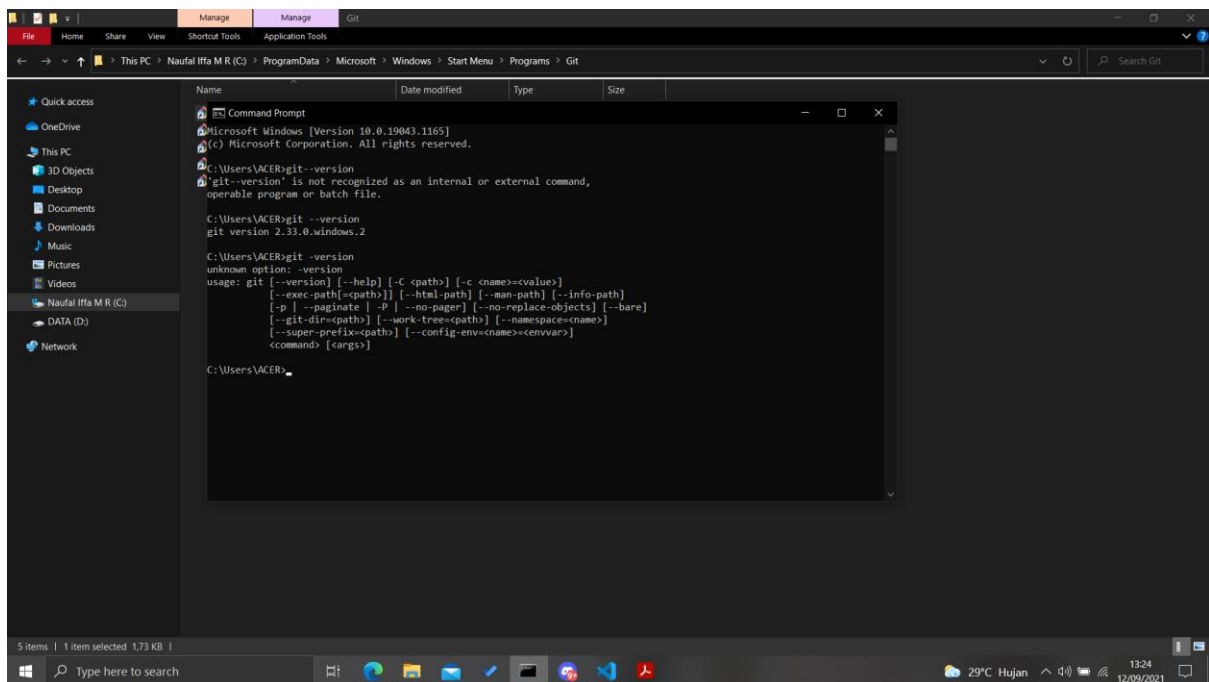 Manage Manage Git
File Home Share View Shortcut Tools Application Tools
This PC > Naufal Iffa M R (C:) > ProgramData > Microsoft > Windows > Start Menu > Programs > Git
Search Git
Name Date modified Type Size
Quick access
OneDrive
This PC
3D Objects
Desktop
Documents
Downloads
Music
Pictures
Videos
Naufal Iffa M R (C:)
DATA (D:)
Network
Command Prompt
Microsoft Windows [Version 10.0.19043.1165]
(c) Microsoft Corporation. All rights reserved.
C:\Users\ACER>git--version
'git--version' is not recognized as an internal or external command,
operable program or batch file.
C:\Users\ACER>git --version
git version 2.33.0.windows.2
C:\Users\ACER>git -version
unknown option: -version
usage: git [--version] [--help] [-C <path>] [-c <name>=<value>]
[--exec-path[=<path>]] [--html-path] [--man-path] [--info-path]
[-p | --paginate | -P | --no-pager] [--no-replace-objects] [--bare]
[--git-dir=<path>] [--work-tree=<path>] [--namespace=<name>]
[--super-prefix=<path>] [--config-env=<name>=<envvar>]
<command> [<args>]
C:\Users\ACER>
5 items | 1 item selected 1,73 KB |
Type here to search
29°C Hujan
13:24
12/09/2021